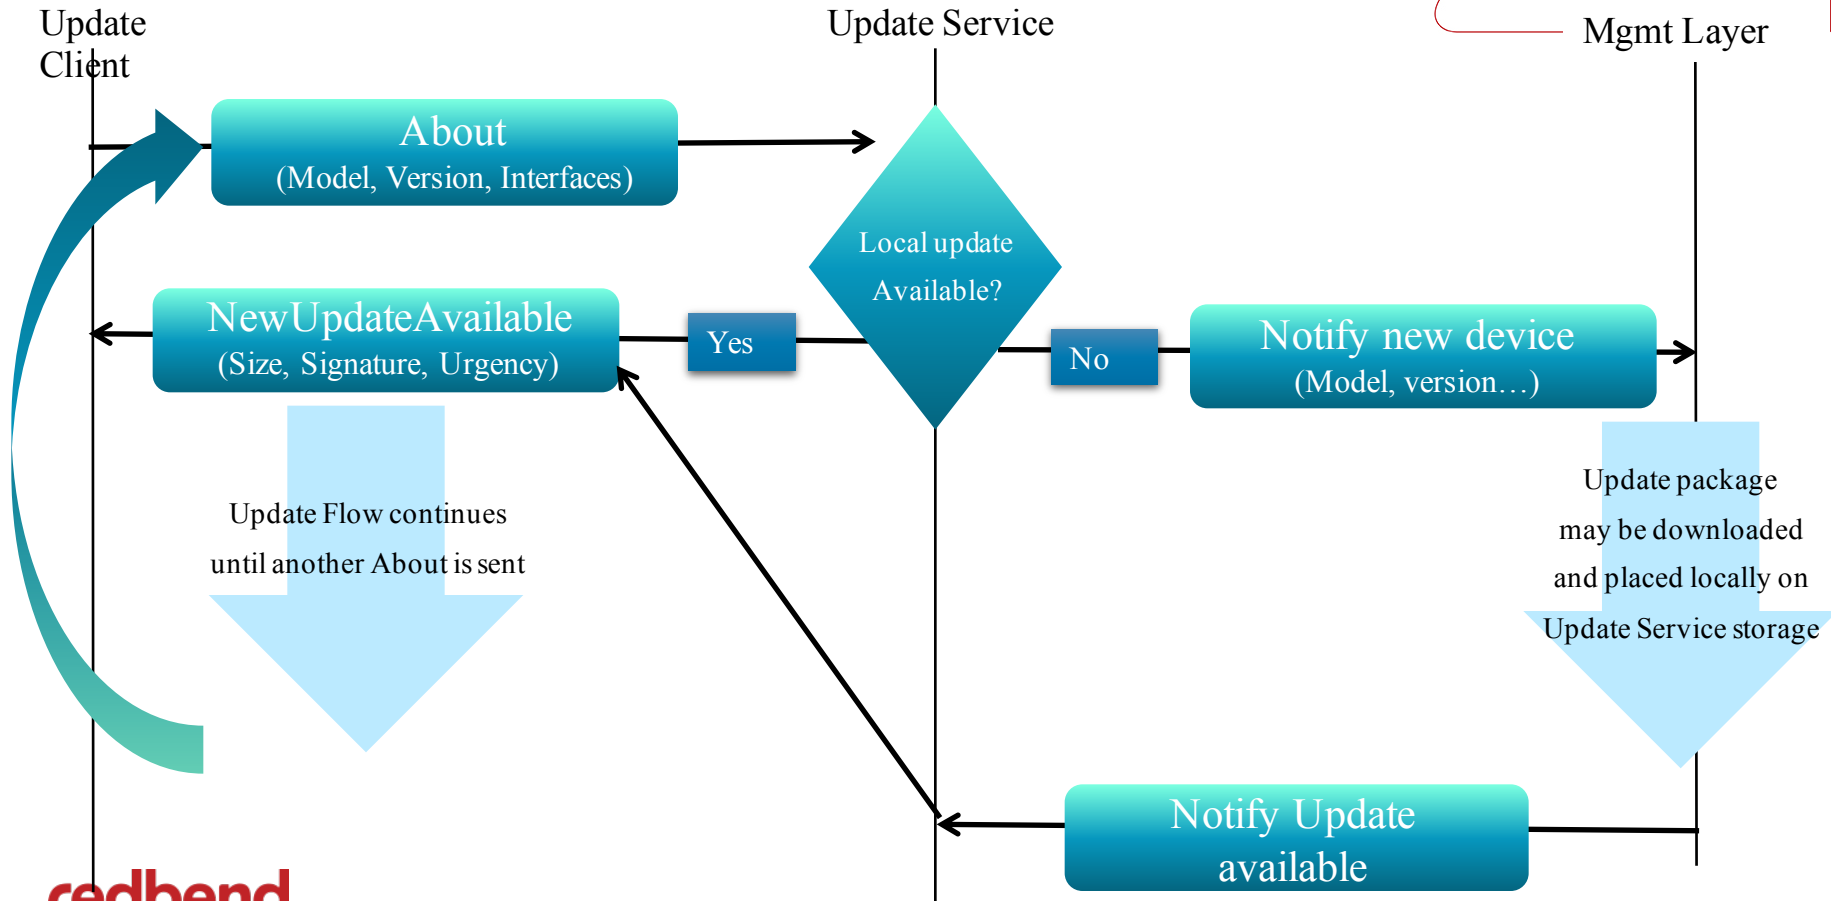 Update
Client
Update Service
Mgmt Layer
About
(Model, Version, Interfaces)
Local update
Available?
NewUpdateAvailable
(Size, Signature, Urgency)
Yes
No
Notify new device
(Model, version…)
Update Flow continues
until another About is sent
Update package
may be downloaded
and placed locally on
Update Service storage
Notify Update
available
redbend